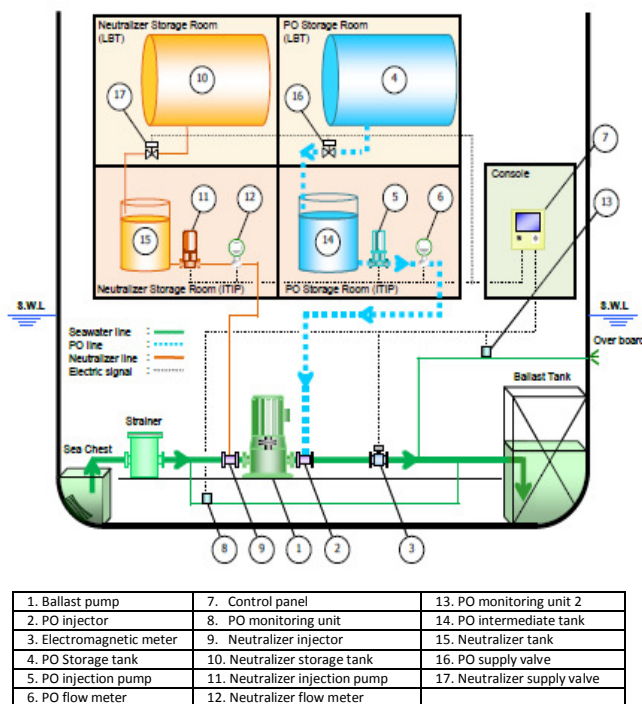 Neutralizer Storage Room
(LBT)
PO Storage Room
(LBT)
10
4
17
16
7
Console
13
11
12
5
6
15
14
Neutralizer Storage Room (ITIP)
PO Storage Room (ITIP)
S.W.L
S.W.L
Seawater line :
PO line :
Neutralizer line :
Electric signal :
Over board
Ballast Tank
Strainer
Sea Chest
8
9
1
2
3
1. Ballast pump
7. Control panel
13. PO monitoring unit 2
2. PO injector
8. PO monitoring unit
14. PO intermediate tank
3. Electromagnetic meter
9. Neutralizer injector
15. Neutralizer tank
4. PO Storage tank
10. Neutralizer storage tank
16. PO supply valve
5. PO injection pump
11. Neutralizer injection pump
17. Neutralizer supply valve
6. PO flow meter
12. Neutralizer flow meter